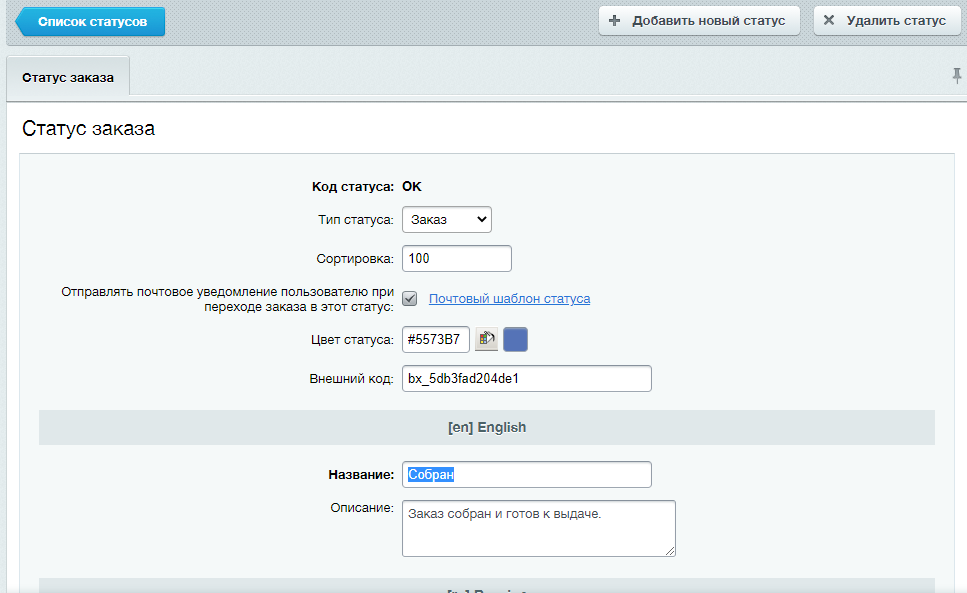 Список статусов
Добавить новый статус
Удалить статус
Статус заказа
Статус заказа
Код статуса: OK
Тип статуса: Заказ
Сортировка: 100
Отправлять почтовое уведомление пользователю при
переходе заказа в этот статус: Почтовый шаблон статуса
Цвет статуса: #5573B7
Внешний код: bx_5db3fad204de1
[en] English
Название: Собран
Описание: Заказ собран и готов к выдаче.